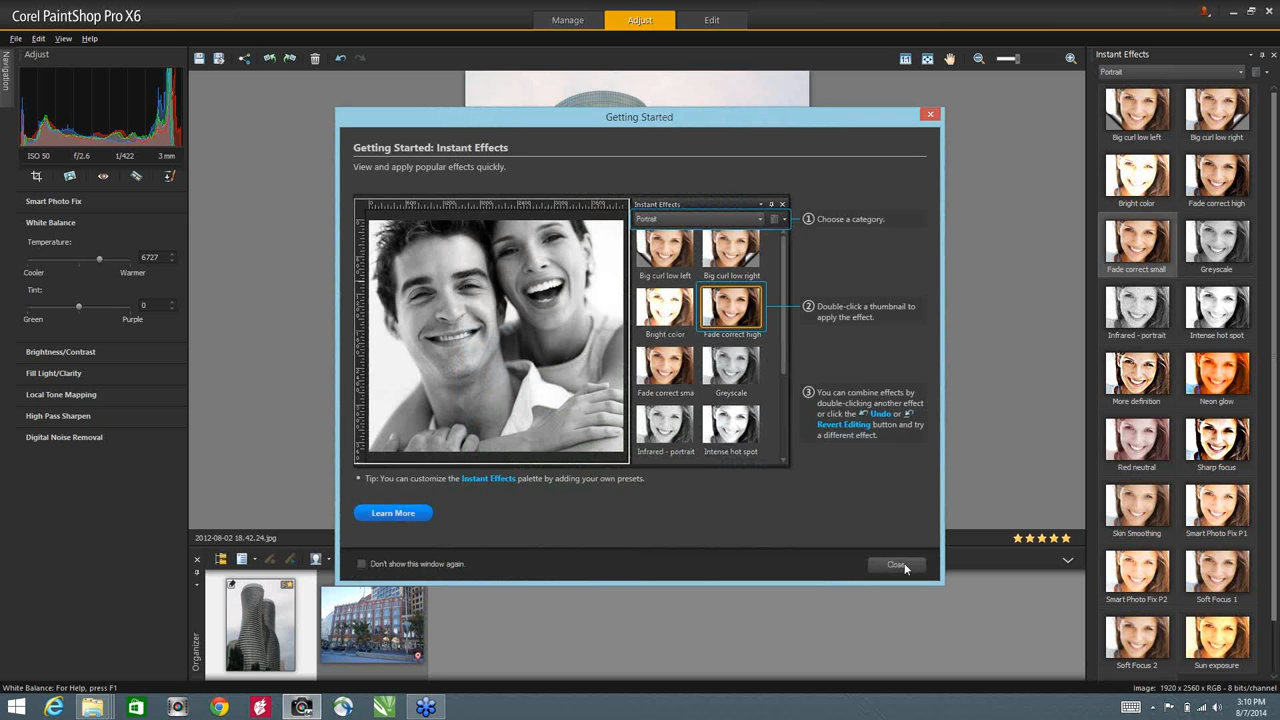 Corel PaintShop Pro X6
Manage
Adjust
Edit
File Edit View Help
Navigation
Adjust
ISO 50 f/2.6 1/422 3 mm
Smart Photo Fix
White Balance
Temperature:
6727
Cooler Warmer
Tint:
0
Green Purple
Brightness/Contrast
Fill Light/Clarity
Local Tone Mapping
High Pass Sharpen
Digital Noise Removal
Getting Started
Getting Started: Instant Effects
View and apply popular effects quickly.
Instant Effects
Portrait
Big curl low left Big curl low right
Bright color Fade correct high
Fade correct sma Greyscale
Infrared - portrait Intense hot spot
1 Choose a category.
2 Double-click a thumbnail to
apply the effect.
3 You can combine effects by
double-clicking another effect
or click the Undo or
Revert Editing button and try
a different effect.
Tip: You can customize the Instant Effects palette by adding your own presets.
Learn More
Don't show this window again.
Close
2012-08-02 18.42.24.jpg
Organizer
Instant Effects
Portrait
Big curl low left Big curl low right
Bright color Fade correct high
Fade correct small Greyscale
Infrared - portrait Intense hot spot
More definition Neon glow
Red neutral Sharp focus
Skin Smoothing Smart Photo Fix P1
Smart Photo Fix P2 Soft Focus 1
Soft Focus 2 Sun exposure
White Balance: For Help, press F1
Image: 1920 x 2560 x RGB - 8 bits/channel
3:10 PM
8/7/2014